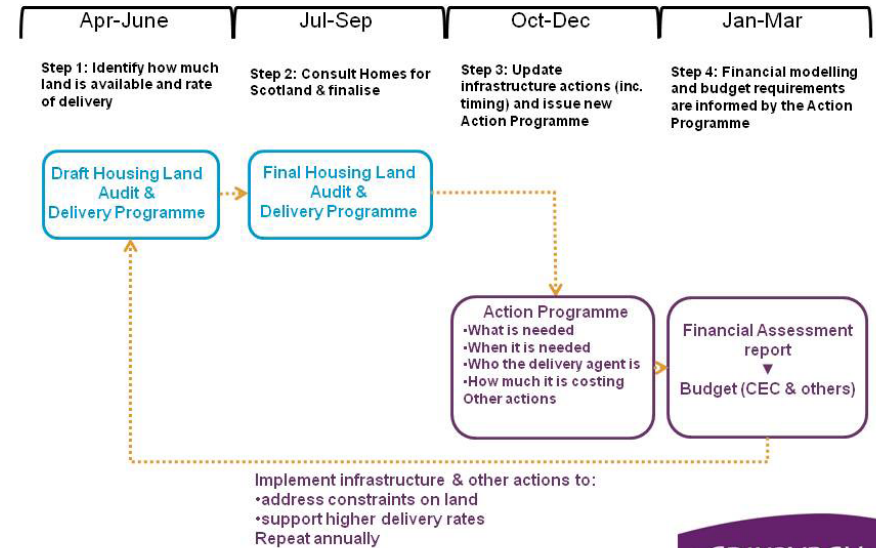 Apr-June
Jul-Sep
Oct-Dec
Jan-Mar
Step 1: Identify how much
land is available and rate
of delivery
Step 2: Consult Homes for
Scotland & finalise
Step 3: Update
infrastructure actions (inc.
timing) and issue new
Action Programme
Step 4: Financial modelling
and budget requirements
are informed by the Action
Programme
Draft Housing Land
Audit &
Delivery Programme
Final Housing Land
Audit &
Delivery Programme
Action Programme
•What is needed
•When it is needed
•Who the delivery agent is
•How much it is costing
Other actions
Financial Assessment
report
▼
Budget (CEC & others)
Implement infrastructure & other actions to:
•address constraints on land
•support higher delivery rates
Repeat annually